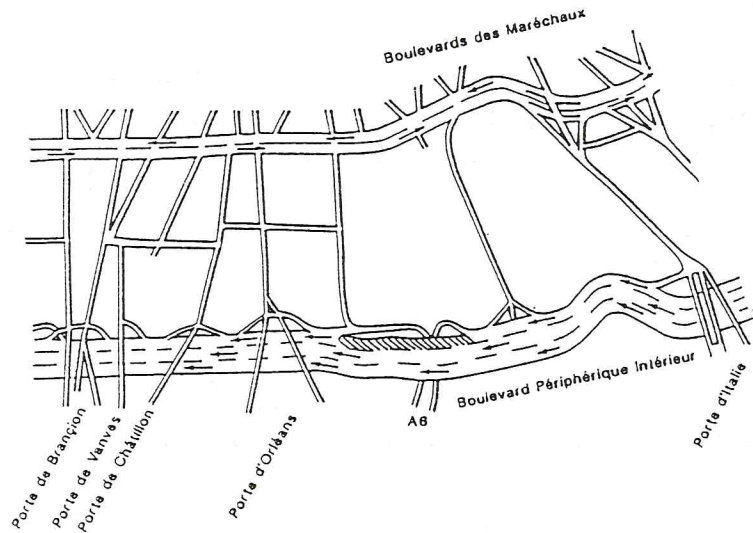 Boulevards des Maréchaux
Boulevard Périphérique Intérieur
A6
Porte de Brançion
Porte de Vanves
Porte de Châtillon
Porte d'Orléans
Porte d'Italie